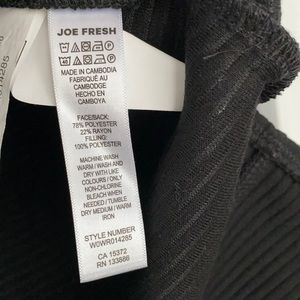 JOE FRESH
MADE IN CAMBODIA
FABRIQUÉ AU
CAMBODGE
HECHO EN
CAMBOYA
FACE/BACK:
78% POLYESTER
22% RAYON
FILLING:
100% POLYESTER
MACHINE WASH
WARM / WASH AND
DRY WITH LIKE
COLOURS / ONLY
NON-CHLORINE
BLEACH WHEN
NEEDED / TUMBLE
DRY MEDIUM / WARM
IRON
STYLE NUMBER
W0WR014285
CA 15372
RN 133866